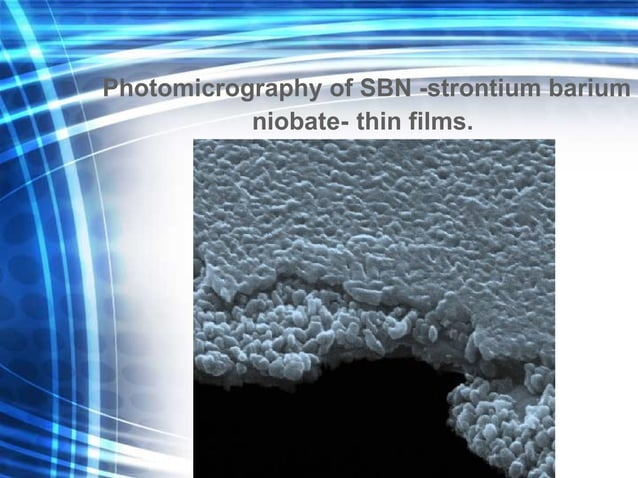 Photomicrography of SBN -strontium barium
niobate- thin films.